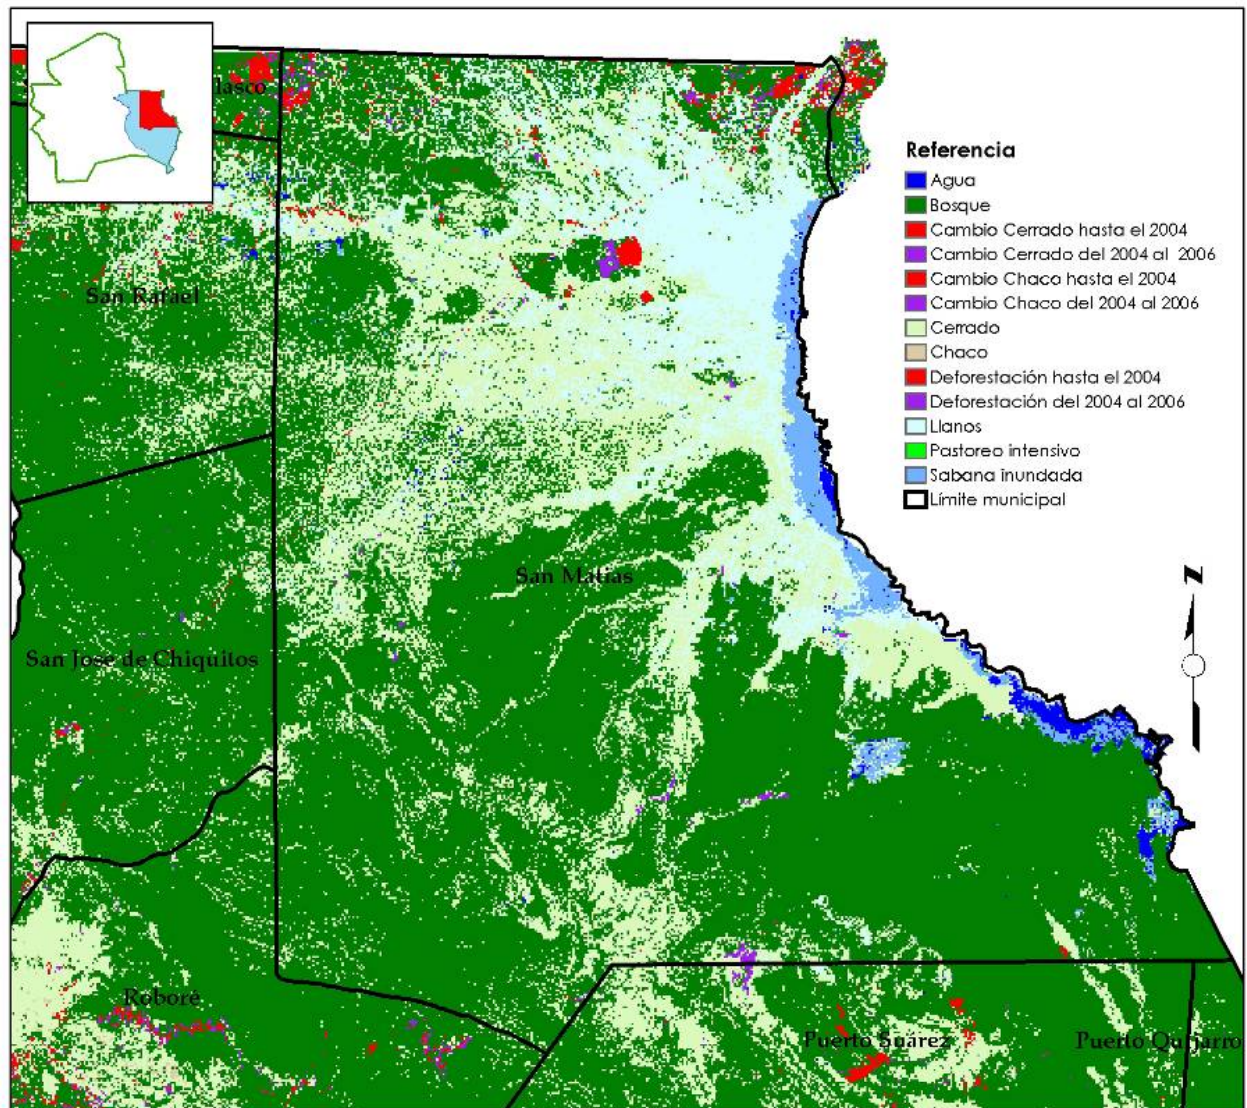 lasco
Referencia
Agua
Bosque
Cambio Cerrado hasta el 2004
Cambio Cerrado del 2004 al 2006
Cambio Chaco hasta el 2004
Cambio Chaco del 2004 al 2006
Cerrado
Chaco
Deforestación hasta el 2004
Deforestación del 2004 al 2006
Llanos
Pastoreo intensivo
Sabana inundada
Límite municipal
San Rafael
San Matías
N
San Jose de Chiquitos
Roboré
Puerto Suárez
Puerto Quijarro